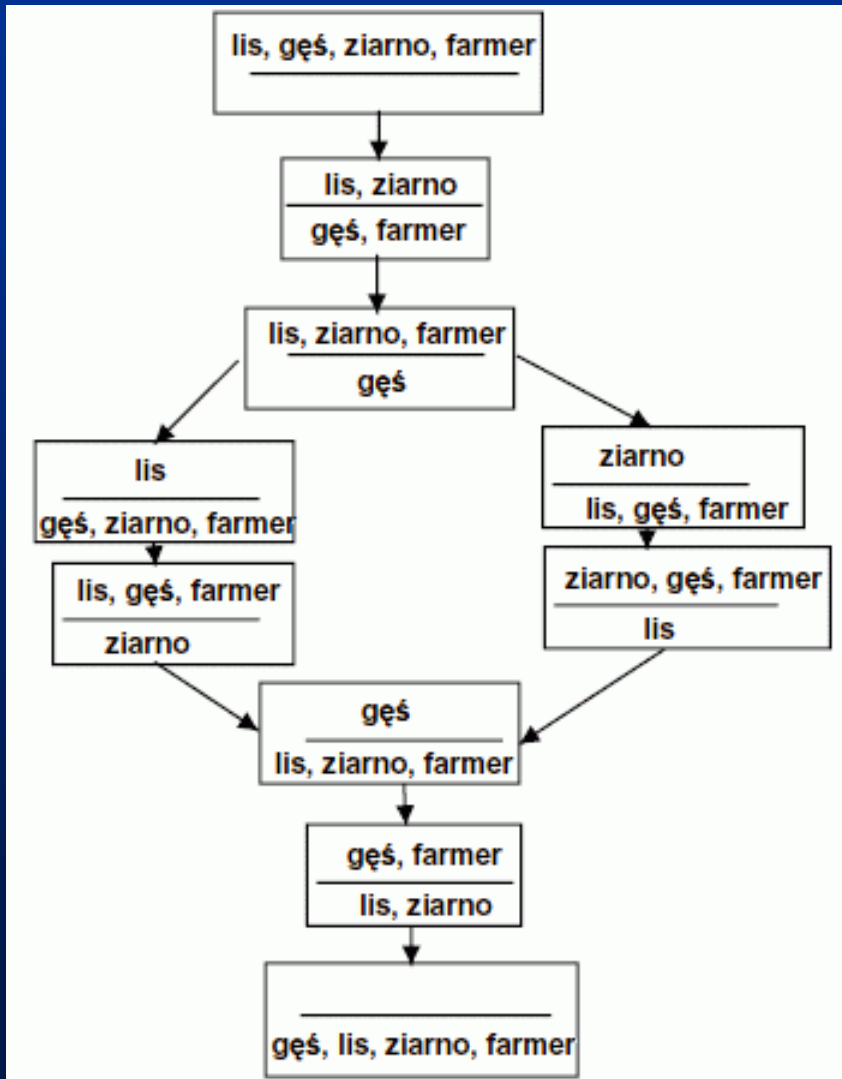 lis, gęś, ziarno, farmer
lis, ziarno
gęś, farmer
lis, ziarno, farmer
gęś
lis
gęś, ziarno, farmer
ziarno
lis, gęś, farmer
lis, gęś, farmer
ziarno
ziarno, gęś, farmer
lis
gęś
lis, ziarno, farmer
gęś, farmer
lis, ziarno
gęś, lis, ziarno, farmer